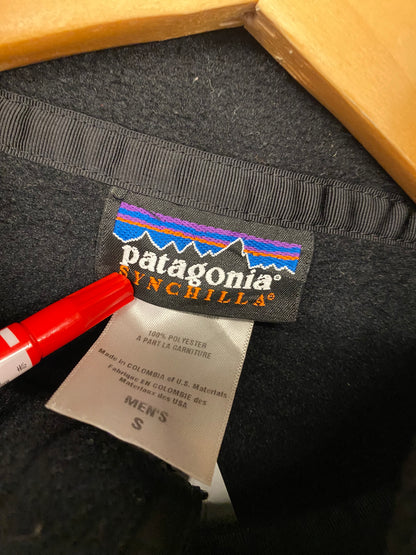 patagonia®
SYNCHILLA®
100% POLYESTER
A PART LA GARNITURE
Made in COLOMBIA of U.S. Materials
Fabriqué EN COLOMBIE des
Materiaux des USA
MEN'S
S